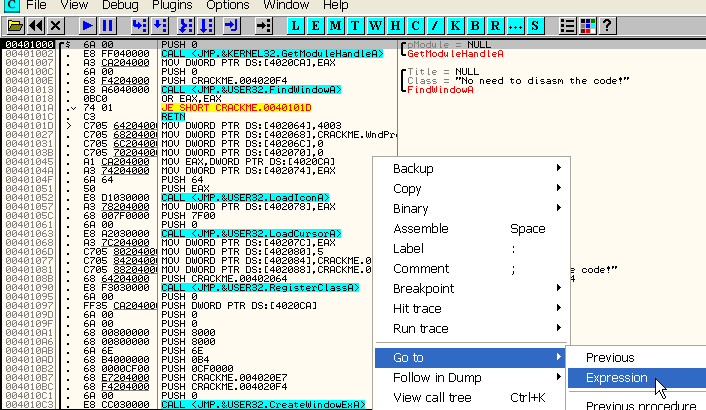 File View Debug Plugins Options Window Help
L E M T W H C / K B R ... S
00401000 6A 00 PUSH 0
00401002 E8 FF040000 CALL <JMP.&KERNEL32.GetModuleHandleA>
00401007 A3 CA204000 MOV DWORD PTR DS:[4020CA],EAX
0040100C 6A 00 PUSH 0
0040100E 68 F4204000 PUSH CRACKME.004020F4
00401013 E8 A6040000 CALL <JMP.&USER32.FindWindowA>
00401018 0BC0 OR EAX,EAX
0040101A 74 01 JE SHORT CRACKME.0040101D
0040101C C3 RETN
0040101D C705 64204000 MOV DWORD PTR DS:[402064],4003
00401027 C705 68204000 MOV DWORD PTR DS:[402068],CRACKME.WndPro
00401031 C705 6C204000 MOV DWORD PTR DS:[40206C],0
0040103B C705 70204000 MOV DWORD PTR DS:[402070],0
00401045 A1 CA204000 MOV EAX,DWORD PTR DS:[4020CA]
0040104A A3 74204000 MOV DWORD PTR DS:[402074],EAX
0040104F 6A 64 PUSH 64
00401051 50 PUSH EAX
00401052 E8 D1030000 CALL <JMP.&USER32.LoadIconA>
00401057 A3 78204000 MOV DWORD PTR DS:[402078],EAX
0040105C 68 007F0000 PUSH 7F00
00401061 6A 00 PUSH 0
00401063 E8 A2030000 CALL <JMP.&USER32.LoadCursorA>
00401068 A3 7C204000 MOV DWORD PTR DS:[40207C],EAX
0040106D C705 80204000 MOV DWORD PTR DS:[402080],5
00401077 C705 84204000 MOV DWORD PTR DS:[402084],CRACKME.0
00401081 C705 88204000 MOV DWORD PTR DS:[402088],CRACKME.0
0040108B 68 64204000 PUSH CRACKME.00402064
00401090 E8 F3030000 CALL <JMP.&USER32.RegisterClassA>
00401095 6A 00 PUSH 0
00401097 FF35 CA204000 PUSH DWORD PTR DS:[4020CA]
0040109D 6A 00 PUSH 0
0040109F 6A 00 PUSH 0
004010A1 68 00800000 PUSH 8000
004010A6 68 00800000 PUSH 8000
004010AB 6A 6E PUSH 6E
004010AD 68 B4000000 PUSH 0B4
004010B2 68 0000CF00 PUSH 0CF0000
004010B7 68 E7204000 PUSH CRACKME.004020E7
004010BC 68 F4204000 PUSH CRACKME.004020F4
004010C1 6A 00 PUSH 0
004010C3 E8 CC030000 CALL <JMP.&USER32.CreateWindowExA>
pModule = NULL
GetModuleHandleA
Title = NULL
Class = "No need to disasm the code!"
FindWindowA
e code!"
4
Backup
Copy
Binary
Assemble Space
Label :
Comment ;
Breakpoint
Hit trace
Run trace
Go to
Follow in Dump
View call tree Ctrl+K
Previous
Expression
Previous procedure